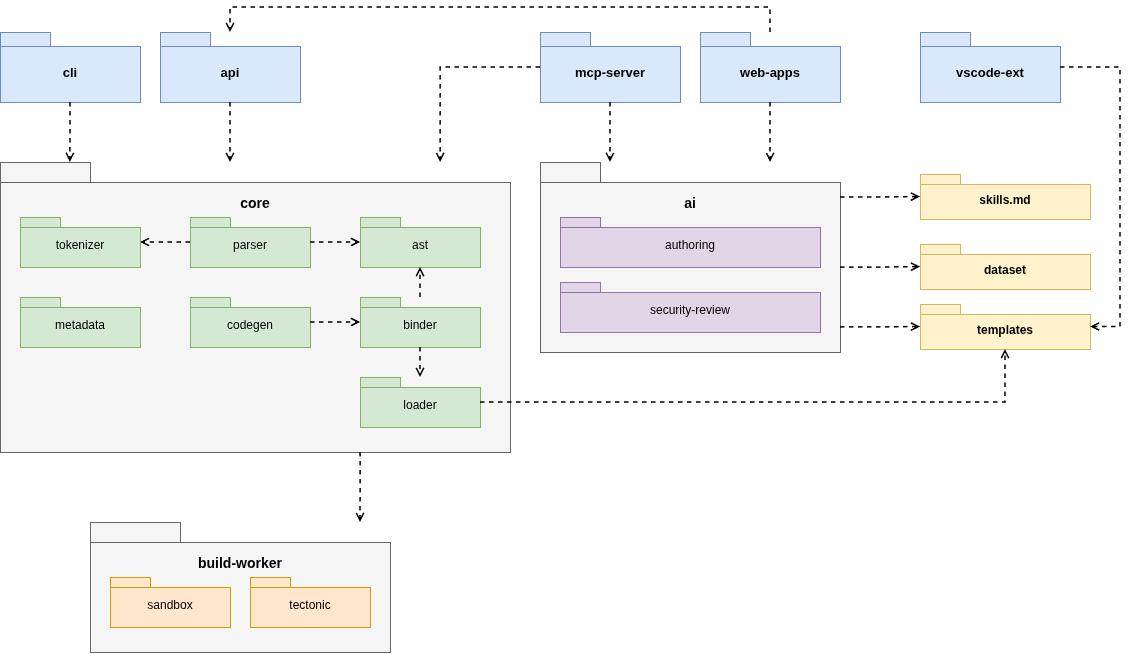 cli
api
mcp-server
web-apps
vscode-ext
core
tokenizer
parser
ast
metadata
codegen
binder
loader
ai
authoring
security-review
skills.md
dataset
templates
build-worker
sandbox
tectonic